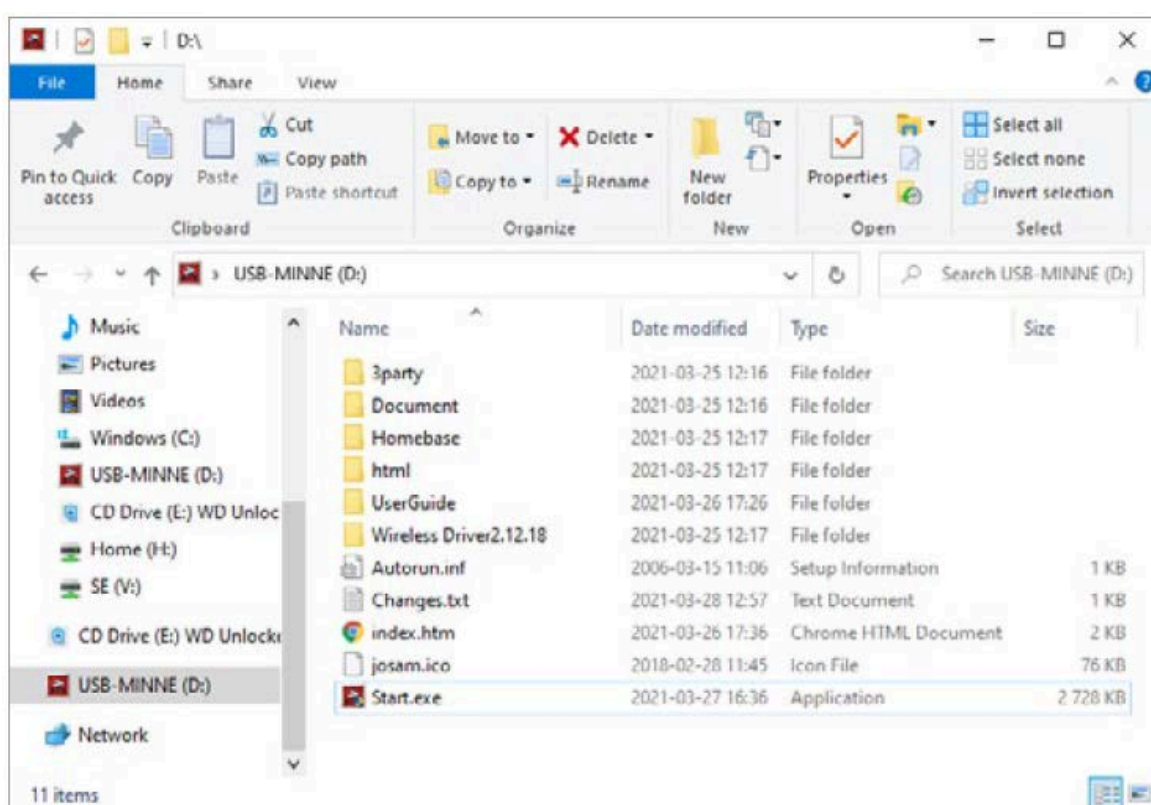 D:\
File Home Share View
Pin to Quick access
Copy
Paste
Cut
Copy path
Paste shortcut
Move to
Copy to
Delete
Rename
New folder
Properties
Select all
Select none
Invert selection
Clipboard Organize New Open Select
USB-MINNE (D:)
Search USB-MINNE (D:)
Music
Pictures
Videos
Windows (C:)
USB-MINNE (D:)
CD Drive (E:) WD Unloc
Home (H:)
SE (V:)
CD Drive (E:) WD Unlock
USB-MINNE (D:)
Network
Name Date modified Type Size
3party 2021-03-25 12:16 File folder
Document 2021-03-25 12:16 File folder
Homebase 2021-03-25 12:17 File folder
html 2021-03-25 12:17 File folder
UserGuide 2021-03-26 17:26 File folder
Wireless Driver2.12.18 2021-03-25 12:17 File folder
Autorun.inf 2006-03-15 11:06 Setup Information 1 KB
Changes.txt 2021-03-28 12:57 Text Document 1 KB
index.htm 2021-03-26 17:36 Chrome HTML Document 2 KB
josam.ico 2018-02-28 11:45 Icon File 76 KB
Start.exe 2021-03-27 16:36 Application 2 728 KB
11 items